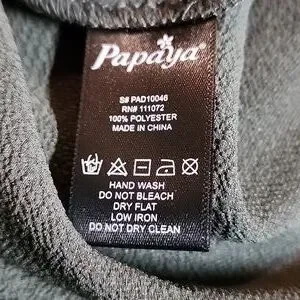 Papaya
S# PAD10046
RN# 111072
100% POLYESTER
MADE IN CHINA
HAND WASH
DO NOT BLEACH
DRY FLAT
LOW IRON
DO NOT DRY CLEAN